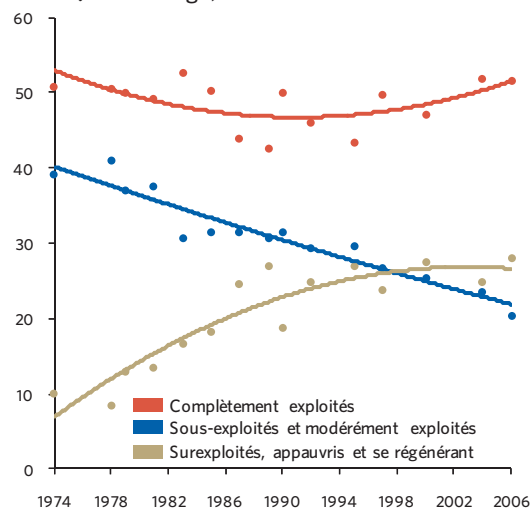 60
50
40
30
20
10
0
Complètement exploités
Sous-exploités et modérément exploités
Surexploités, appauvris et se régénérant
1974 1978 1982 1986 1990 1994 1998 2002 2006